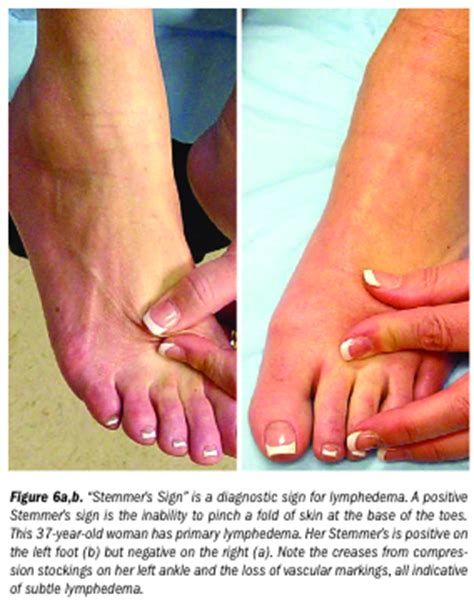 Figure 6a,b. “Stemmer's Sign” is a diagnostic sign for lymphedema. A positive
Stemmer's sign is the inability to pinch a fold of skin at the base of the toes.
This 37-year-old woman has primary lymphedema. Her Stemmer's is positive on
the left foot (b) but negative on the right (a). Note the creases from compres-
sion stockings on her left ankle and the loss of vascular markings, all indicative
of subtle lymphedema.